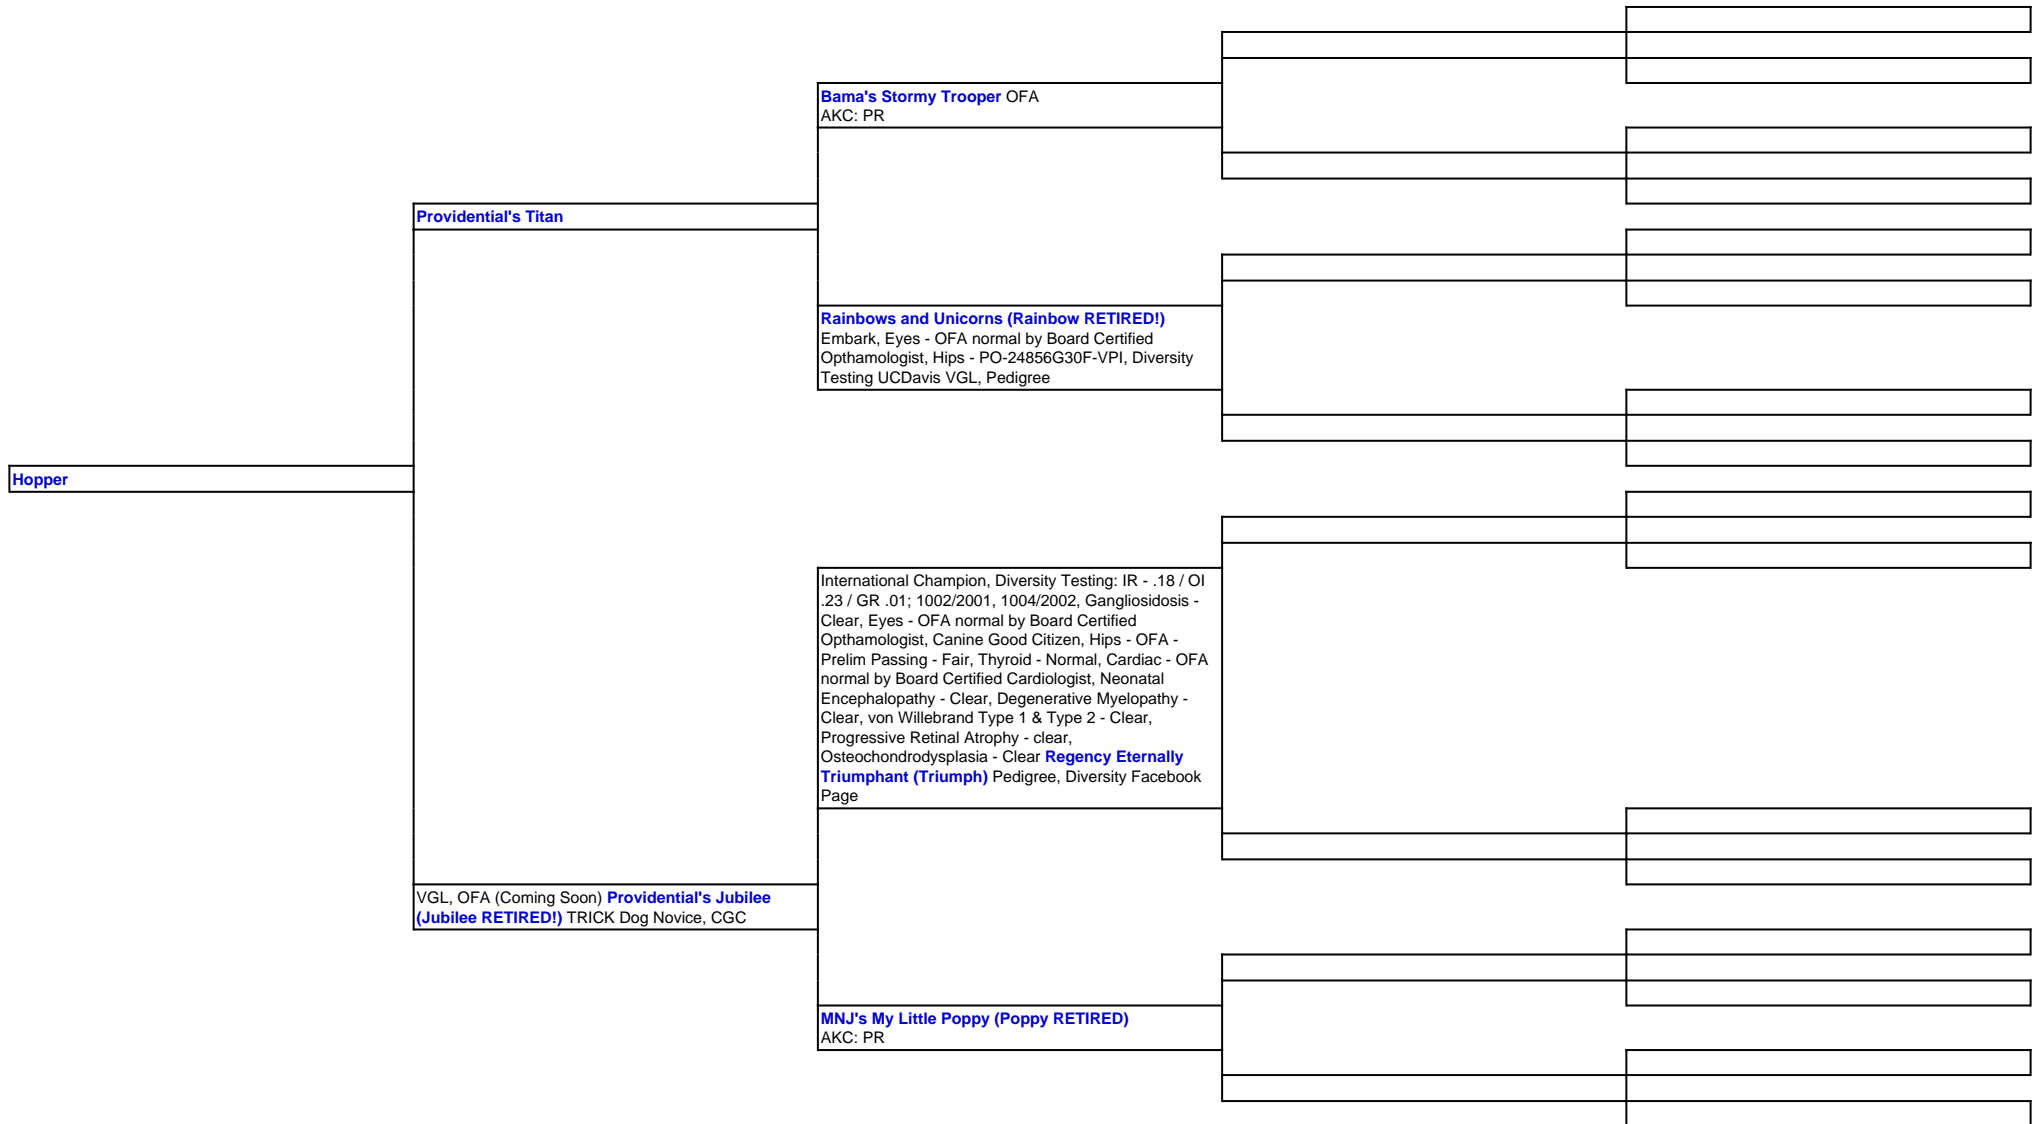 Bama's Stormy Trooper OFA
AKC: PR
Providential's Titan
Rainbows and Unicorns (Rainbow RETIRED!)
Embark, Eyes - OFA normal by Board Certified
Opthamologist, Hips - PO-24856G30F-VPI, Diversity
Testing UCDavis VGL, Pedigree
Hopper
International Champion, Diversity Testing: IR - .18 / OI
.23 / GR .01; 1002/2001, 1004/2002, Gangliosidosis -
Clear, Eyes - OFA normal by Board Certified
Opthamologist, Canine Good Citizen, Hips - OFA -
Prelim Passing - Fair, Thyroid - Normal, Cardiac - OFA
normal by Board Certified Cardiologist, Neonatal
Encephalopathy - Clear, Degenerative Myelopathy -
Clear, von Willebrand Type 1 & Type 2 - Clear,
Progressive Retinal Atrophy - clear,
Osteochondrodysplasia - Clear Regency Eternally
Triumphant (Triumph) Pedigree, Diversity Facebook
Page
VGL, OFA (Coming Soon) Providential's Jubilee
(Jubilee RETIRED!) TRICK Dog Novice, CGC
MNJ's My Little Poppy (Poppy RETIRED)
AKC: PR